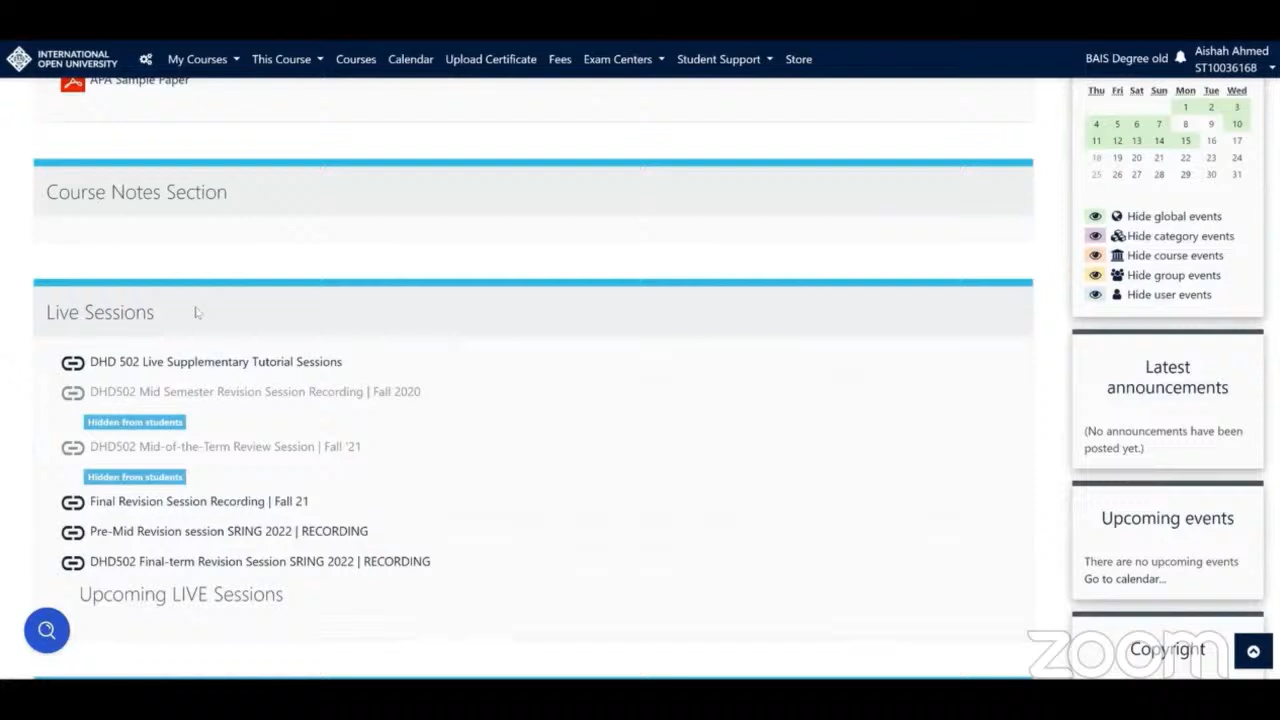 INTERNATIONAL
OPEN UNIVERSITY
My Courses
This Course
Courses
Calendar
Upload Certificate
Fees
Exam Centers
Student Support
Store
BAIS Degree old
Aishah Ahmed
ST10036168
APA Sample Paper
Course Notes Section
Live Sessions
DHD 502 Live Supplementary Tutorial Sessions
DHD502 Mid Semester Revision Session Recording | Fall 2020
Hidden from students
DHD502 Mid-of-the-Term Review Session | Fall '21
Hidden from students
Final Revision Session Recording | Fall 21
Pre-Mid Revision session SRING 2022 | RECORDING
DHD502 Final-term Revision Session SRING 2022 | RECORDING
Upcoming LIVE Sessions
Thu Fri Sat Sun Mon Tue Wed
1 2 3
4 5 6 7 8 9 10
11 12 13 14 15 16 17
18 19 20 21 22 23 24
25 26 27 28 29 30 31
Hide global events
Hide category events
Hide course events
Hide group events
Hide user events
Latest
announcements
(No announcements have been
posted yet.)
Upcoming events
There are no upcoming events
Go to calendar...
Copyright
zoom